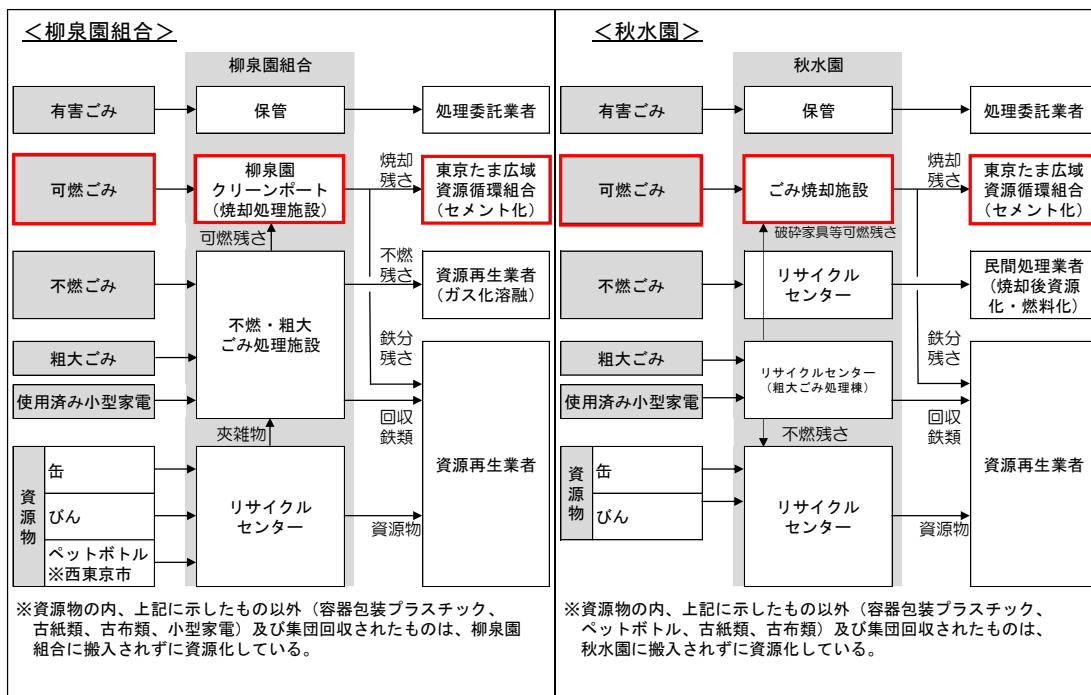 ＜柳泉園組合＞
柳泉園組合
有害ごみ
保管
処理委託業者
可燃ごみ
柳泉園
クリーンポート
（焼却処理施設）
焼却
残さ
東京たま広域
資源循環組合
（セメント化）
可燃残さ
不燃ごみ
不燃・粗大
ごみ処理施設
不燃
残さ
資源再生業者
（ガス化溶融）
粗大ごみ
鉄分
残さ
使用済み小型家電
回収
鉄類
夾雑物
資源物
缶
びん
ペットボトル
※西東京市
リサイクル
センター
資源物
資源再生業者
※資源物の内、上記に示したもの以外（容器包装プラスチック、
古紙類、古布類、小型家電）及び集団回収されたものは、柳泉園
組合に搬入されずに資源化している。
＜秋水園＞
秋水園
有害ごみ
保管
処理委託業者
可燃ごみ
ごみ焼却施設
焼却
残さ
東京たま広域
資源循環組合
（セメント化）
破砕家具等可燃残さ
不燃ごみ
リサイクル
センター
民間処理業者
（焼却後資源
化・燃料化）
粗大ごみ
リサイクルセンター
（粗大ごみ処理棟）
鉄分
残さ
使用済み小型家電
回収
鉄類
不燃残さ
資源物
缶
びん
リサイクル
センター
資源物
資源再生業者
※資源物の内、上記に示したもの以外（容器包装プラスチック、
ペットボトル、古紙類、古布類）及び集団回収されたものは、
秋水園に搬入されずに資源化している。